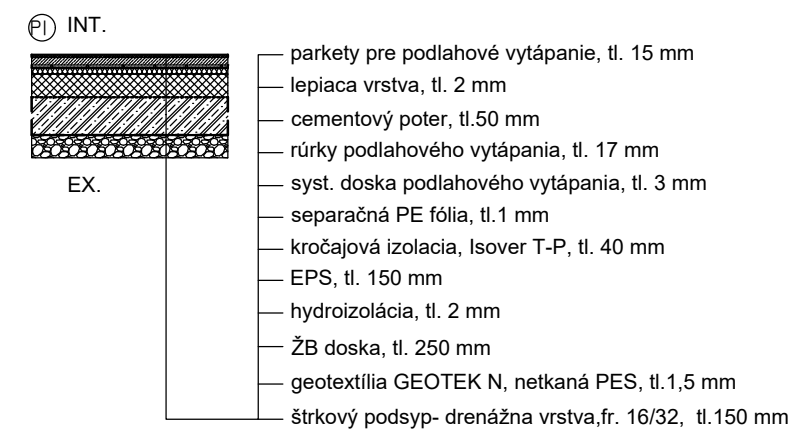 P1 INT.
parkety pre podlahové vytápanie, tl. 15 mm
lepiaca vrstva, tl. 2 mm
cementový poter, tl.50 mm
rúrky podlahového vytápania, tl. 17 mm
syst. doska podlahového vytápania, tl. 3 mm
separačná PE fólia, tl.1 mm
kročajová izolacia, Isover T-P, tl. 40 mm
EPS, tl. 150 mm
hydroizolácia, tl. 2 mm
ŽB doska, tl. 250 mm
geotextília GEOTEK N, netkaná PES, tl.1,5 mm
štrkový podsyp- drenážna vrstva,fr. 16/32, tl.150 mm
EX.